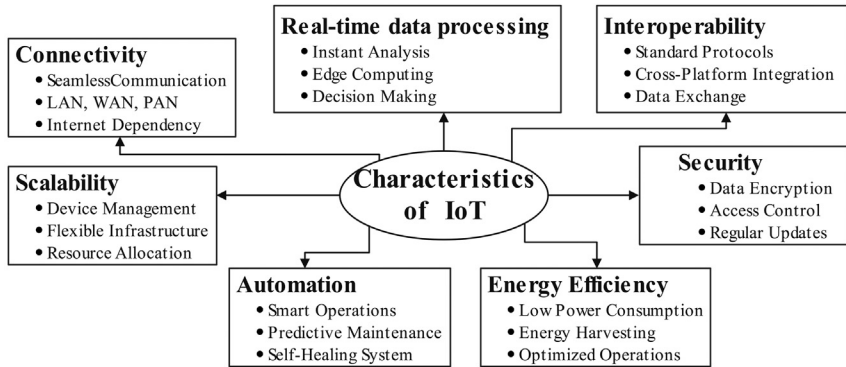 Connectivity
• SeamlessCommunication
• LAN, WAN, PAN
• Internet Dependency
Real-time data processing
• Instant Analysis
• Edge Computing
• Decision Making
Interoperability
• Standard Protocols
• Cross-Platform Integration
• Data Exchange
Scalability
• Device Management
• Flexible Infrastructure
• Resource Allocation
Characteristics
of IoT
Security
• Data Encryption
• Access Control
• Regular Updates
Automation
• Smart Operations
• Predictive Maintenance
• Self-Healing System
Energy Efficiency
• Low Power Consumption
• Energy Harvesting
• Optimized Operations